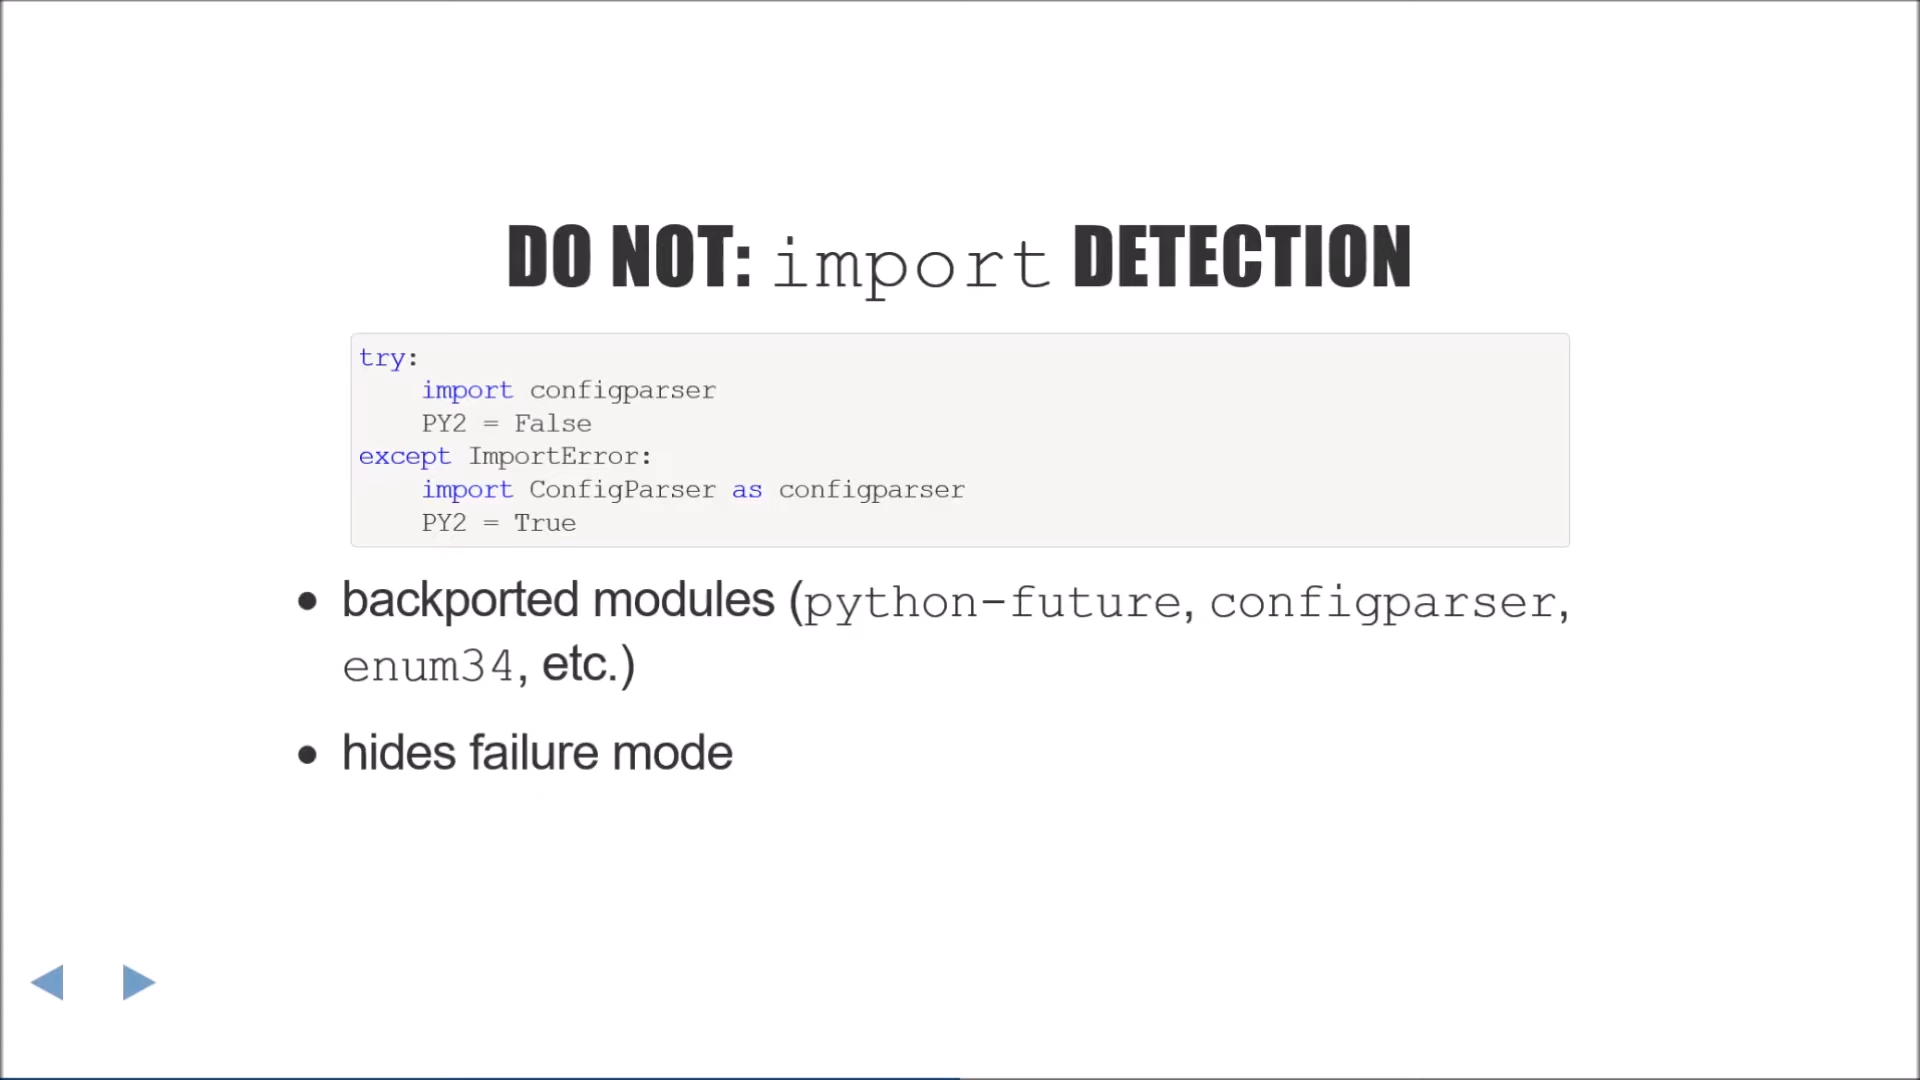 DO NOT: import DETECTION
try:
    import configparser
    PY2 = False
except ImportError:
    import ConfigParser as configparser
    PY2 = True
• backported modules (python-future, configparser,
enum34, etc.)
• hides failure mode